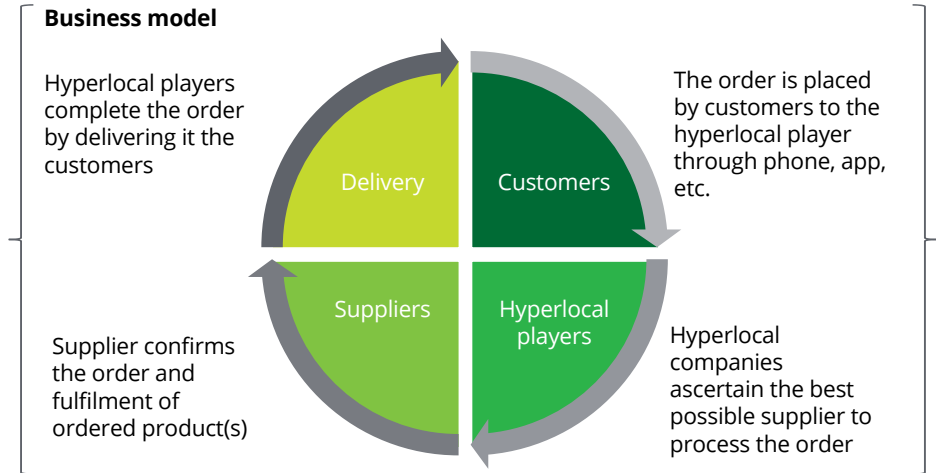 Business model
Hyperlocal players
complete the order
by delivering it the
customers
The order is placed
by customers to the
hyperlocal player
through phone, app,
etc.
Delivery
Customers
Suppliers
Hyperlocal
players
Supplier confirms
the order and
fulfilment of
ordered product(s)
Hyperlocal
companies
ascertain the best
possible supplier to
process the order